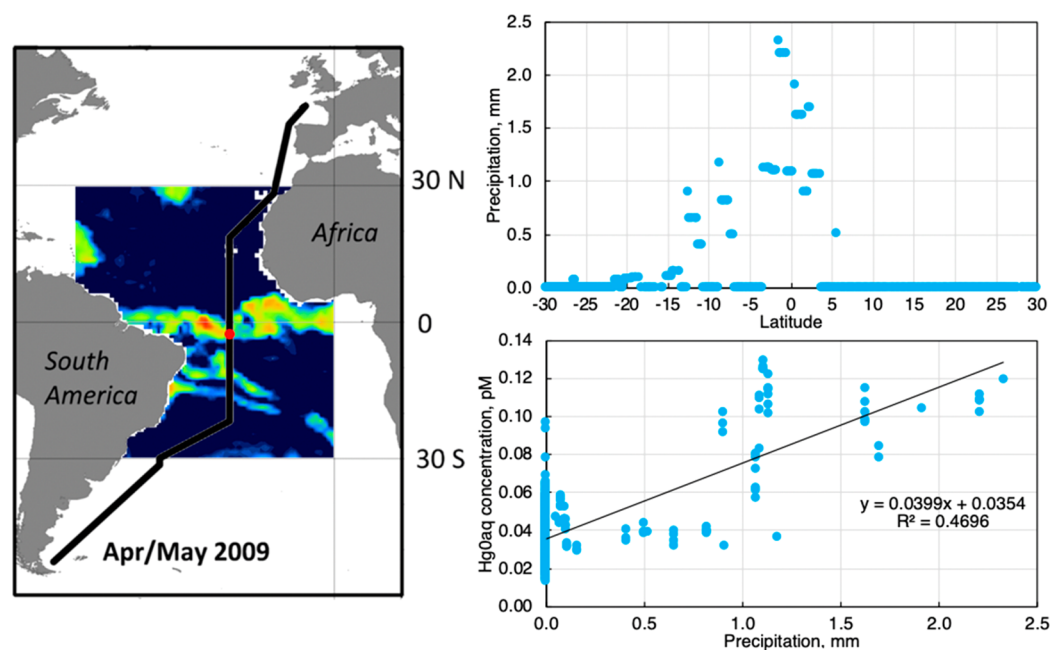 30 N
Africa
0
South
America
30 S
Apr/May 2009
Precipitation, mm
2.5
2.0
1.5
1.0
0.5
0.0
-30 -25 -20 -15 -10 -5 0 5 10 15 20 25 30
Latitude
Hg0aq concentration, pM
0.14
0.12
0.10
0.08
0.06
0.04
0.02
0.00
y = 0.0399x + 0.0354
R² = 0.4696
0.0 0.5 1.0 1.5 2.0 2.5
Precipitation, mm